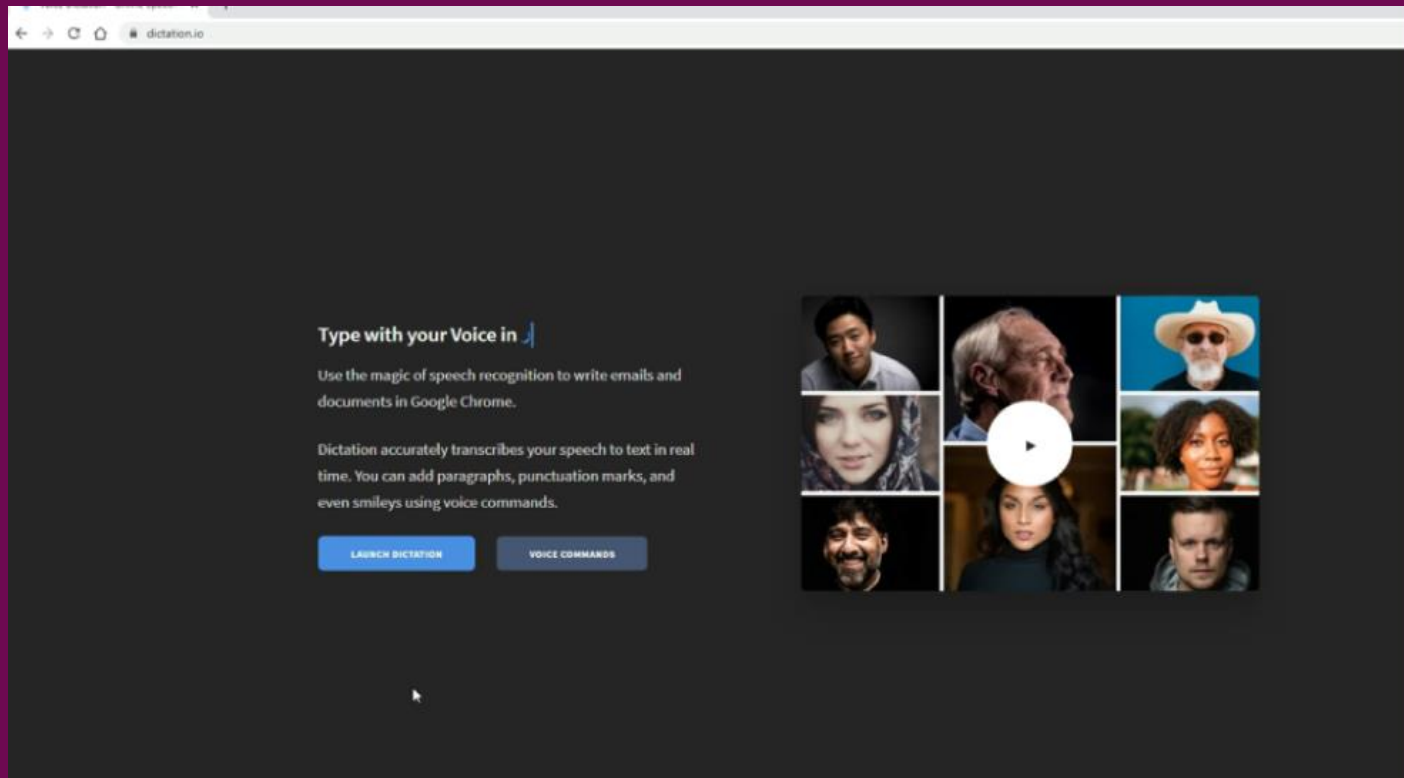 dictation.io
Type with your Voice in
Use the magic of speech recognition to write emails and
documents in Google Chrome.
Dictation accurately transcribes your speech to text in real
time. You can add paragraphs, punctuation marks, and
even smileys using voice commands.
LAUNCH DICTATION
VOICE COMMANDS